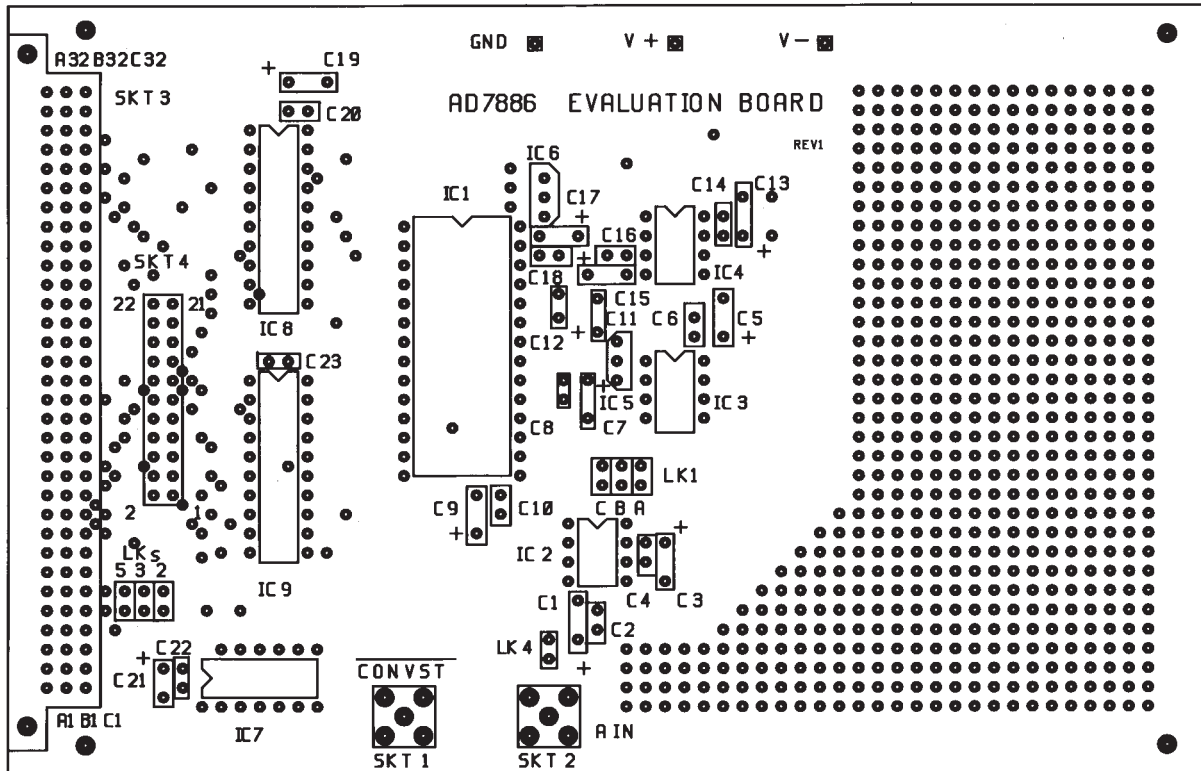 GND V+ V-
A32 B32 C32
C19
SKT3
AD7886 EVALUATION BOARD
C20
REV1
IC6
IC1
C17
C14 C13
C16
SKT4
C18
IC4
22 21
C15
IC8
C11
C6 C5
C12
C23
IC5
IC3
C8 C7
LK1
C9
C10
C B A
2 1
IC2
LKs
5 3 2
IC9
C1
C4 C3
C2
LK4
C22
CONVST
C21
A1 B1 C1
IC7
AIN
SKT1
SKT2